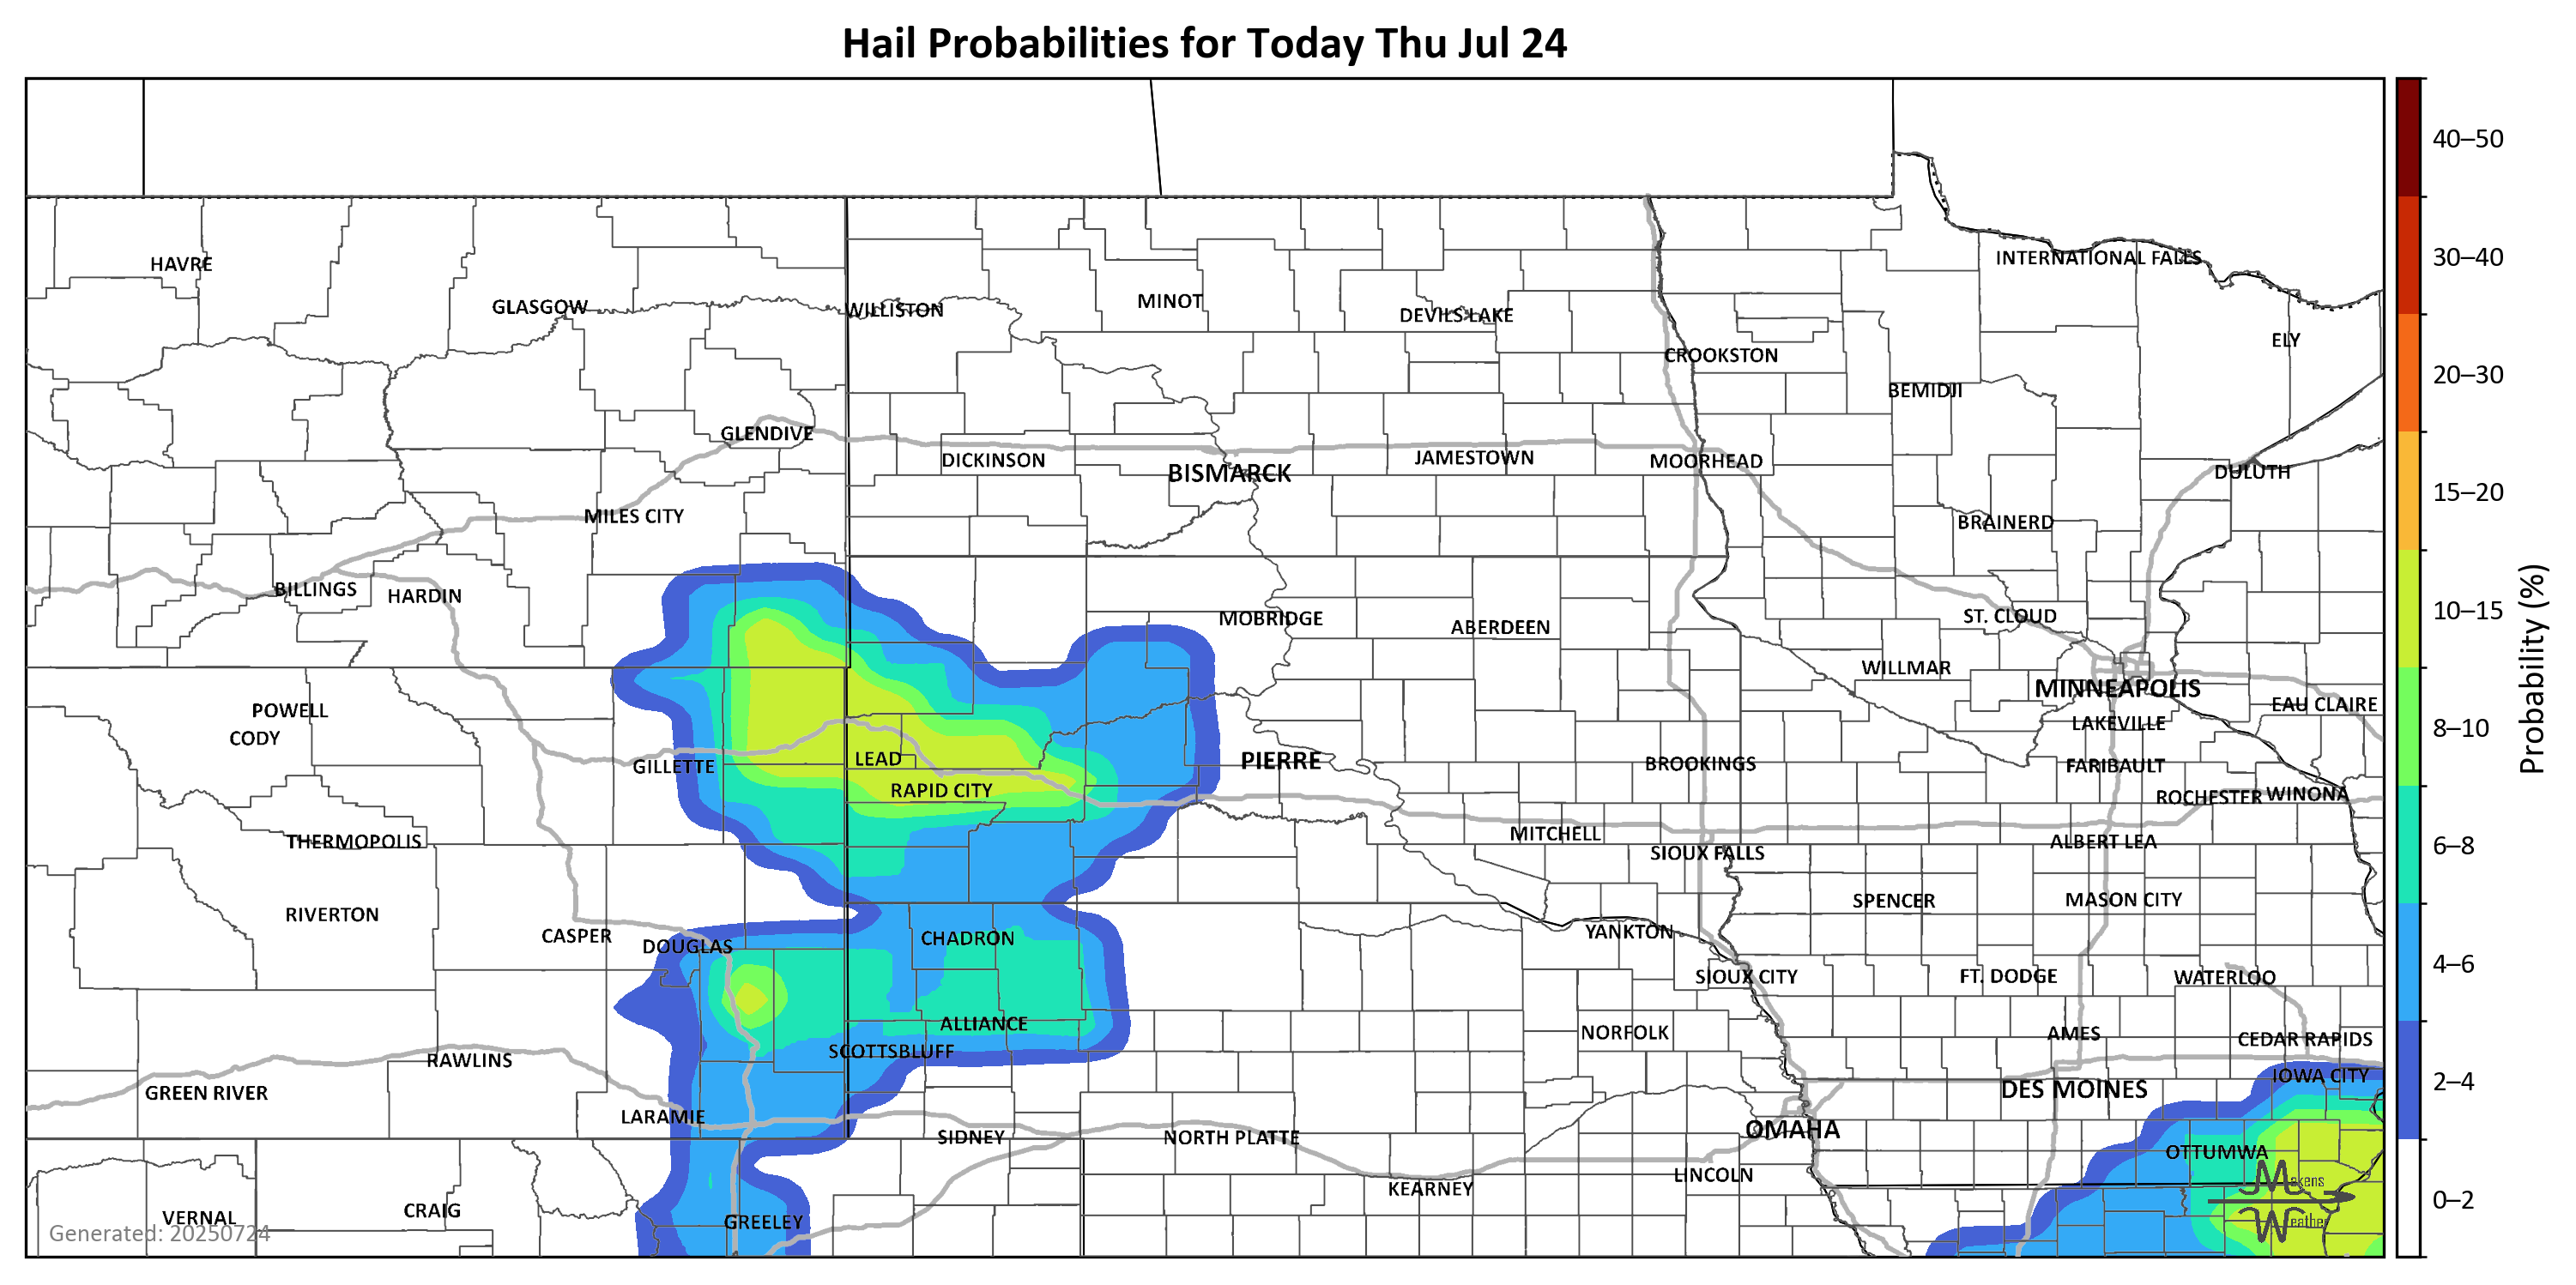 Hail Probabilities for Today Thu Jul 24
40–50
HAVRE
INTERNATIONAL FALLS
30–40
GLASGOW
WILLISTON
MINOT
DEVILS LAKE
ELY
CROOKSTON
20–30
BEMIDJI
GLENDIVE
DICKINSON
BISMARCK
JAMESTOWN
MOORHEAD
DULUTH
15–20
MILES CITY
BRAINERD
BILLINGS
HARDIN
MOBRIDGE
ABERDEEN
ST. CLOUD
10–15
WILLMAR
MINNEAPOLIS
POWELL
EAU CLAIRE
CODY
LAKEVILLE
8–10
Probability (%)
GILLETTE
LEAD
PIERRE
BROOKINGS
FARIBAULT
RAPID CITY
ROCHESTER
WINONA
THERMOPOLIS
MITCHELL
ALBERT LEA
SIOUX FALLS
6–8
RIVERTON
SPENCER
MASON CITY
CASPER
DOUGLAS
CHADRON
YANKTON
SIOUX CITY
FT. DODGE
WATERLOO
4–6
ALLIANCE
NORFOLK
AMES
CEDAR RAPIDS
RAWLINS
SCOTTSBLUFF
GREEN RIVER
DES MOINES
IOWA CITY
2–4
LARAMIE
SIDNEY
NORTH PLATTE
OMAHA
OTTUMWA
LINCOLN
KEARNEY
Makens
Weather
0–2
VERNAL
CRAIG
GREELEY
Generated: 20250724